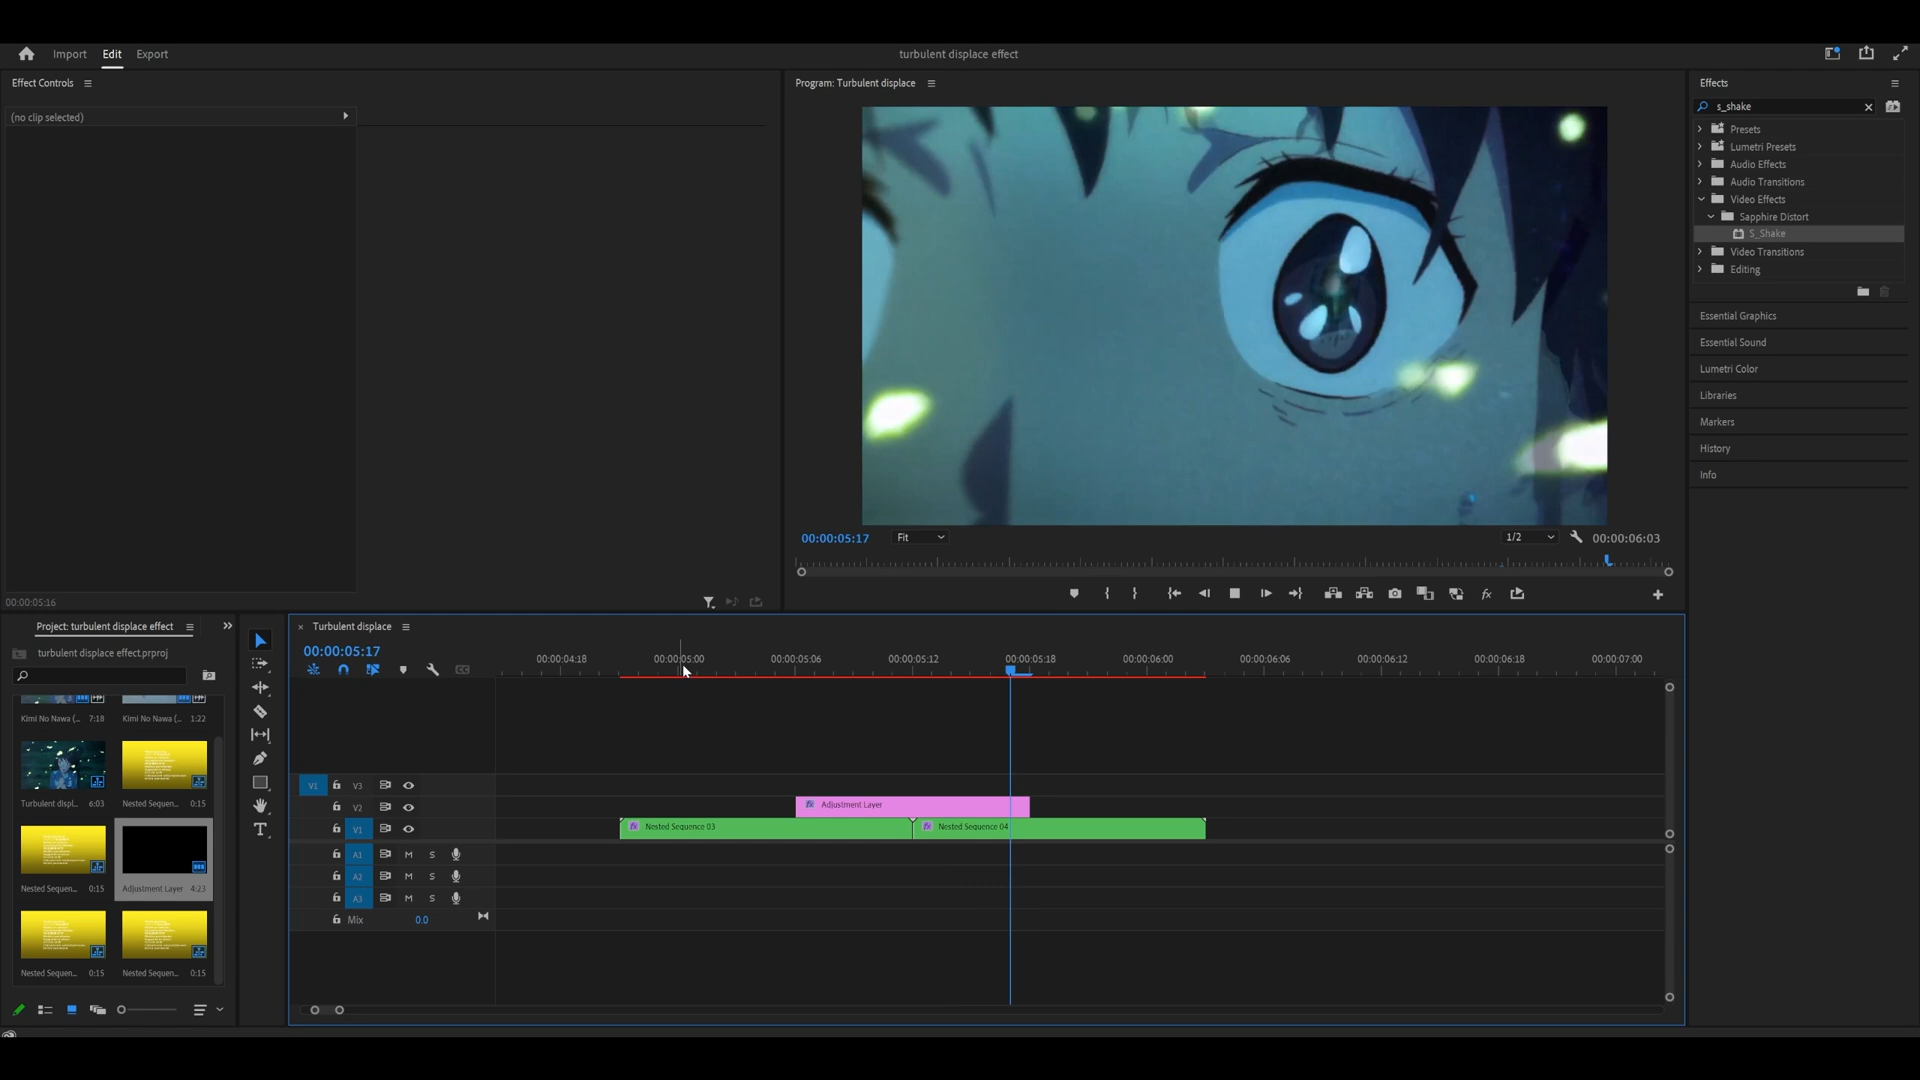 Import Edit Export
turbulent displace effect
Effect Controls
(no clip selected)
00:00:05:16
Program: Turbulent displace
00:00:05:17
Fit
1/2
00:00:06:03
Effects
s_shake
Presets
Lumetri Presets
Audio Effects
Audio Transitions
Video Effects
Sapphire Distort
S_Shake
Video Transitions
Editing
Essential Graphics
Essential Sound
Lumetri Color
Libraries
Markers
History
Info
Project: turbulent displace effect
turbulent displace effect.prproj
Kimi No Nawa (... 7:18
Kimi No Nawa (... 1:22
Turbulent displ... 6:03
Nested Sequen... 0:15
Nested Sequen... 0:15
Adjustment Layer 4:23
Nested Sequen... 0:15
Nested Sequen... 0:15
Turbulent displace
00:00:05:17
00:00:04:18 00:00:05:00 00:00:05:06 00:00:05:12 00:00:05:18 00:00:06:00 00:00:06:06 00:00:06:12 00:00:06:18 00:00:07:00
V1 V3
V2 fx Adjustment Layer
V1 fx Nested Sequence 03 fx Nested Sequence 04
A1 M S
A2 M S
A3 M S
Mix 0.0